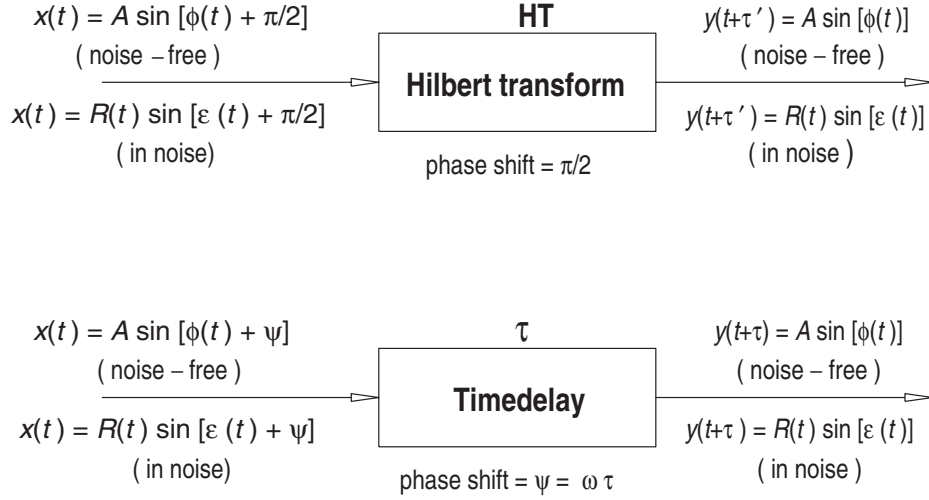 x(t) = A sin [ϕ(t) + π/2]
( noise – free )
x(t) = R(t) sin [ε (t) + π/2]
( in noise)
HT
Hilbert transform
phase shift = π/2
y(t+τ′) = A sin [ϕ(t)]
( noise – free )
y(t+τ′) = R(t) sin [ε (t)]
( in noise )
x(t) = A sin [ϕ(t) + ψ]
( noise – free )
x(t) = R(t) sin [ε (t) + ψ]
( in noise)
τ
Timedelay
phase shift = ψ = ω τ
y(t+τ) = A sin [ϕ(t)]
( noise – free )
y(t+τ) = R(t) sin [ε (t)]
( in noise )